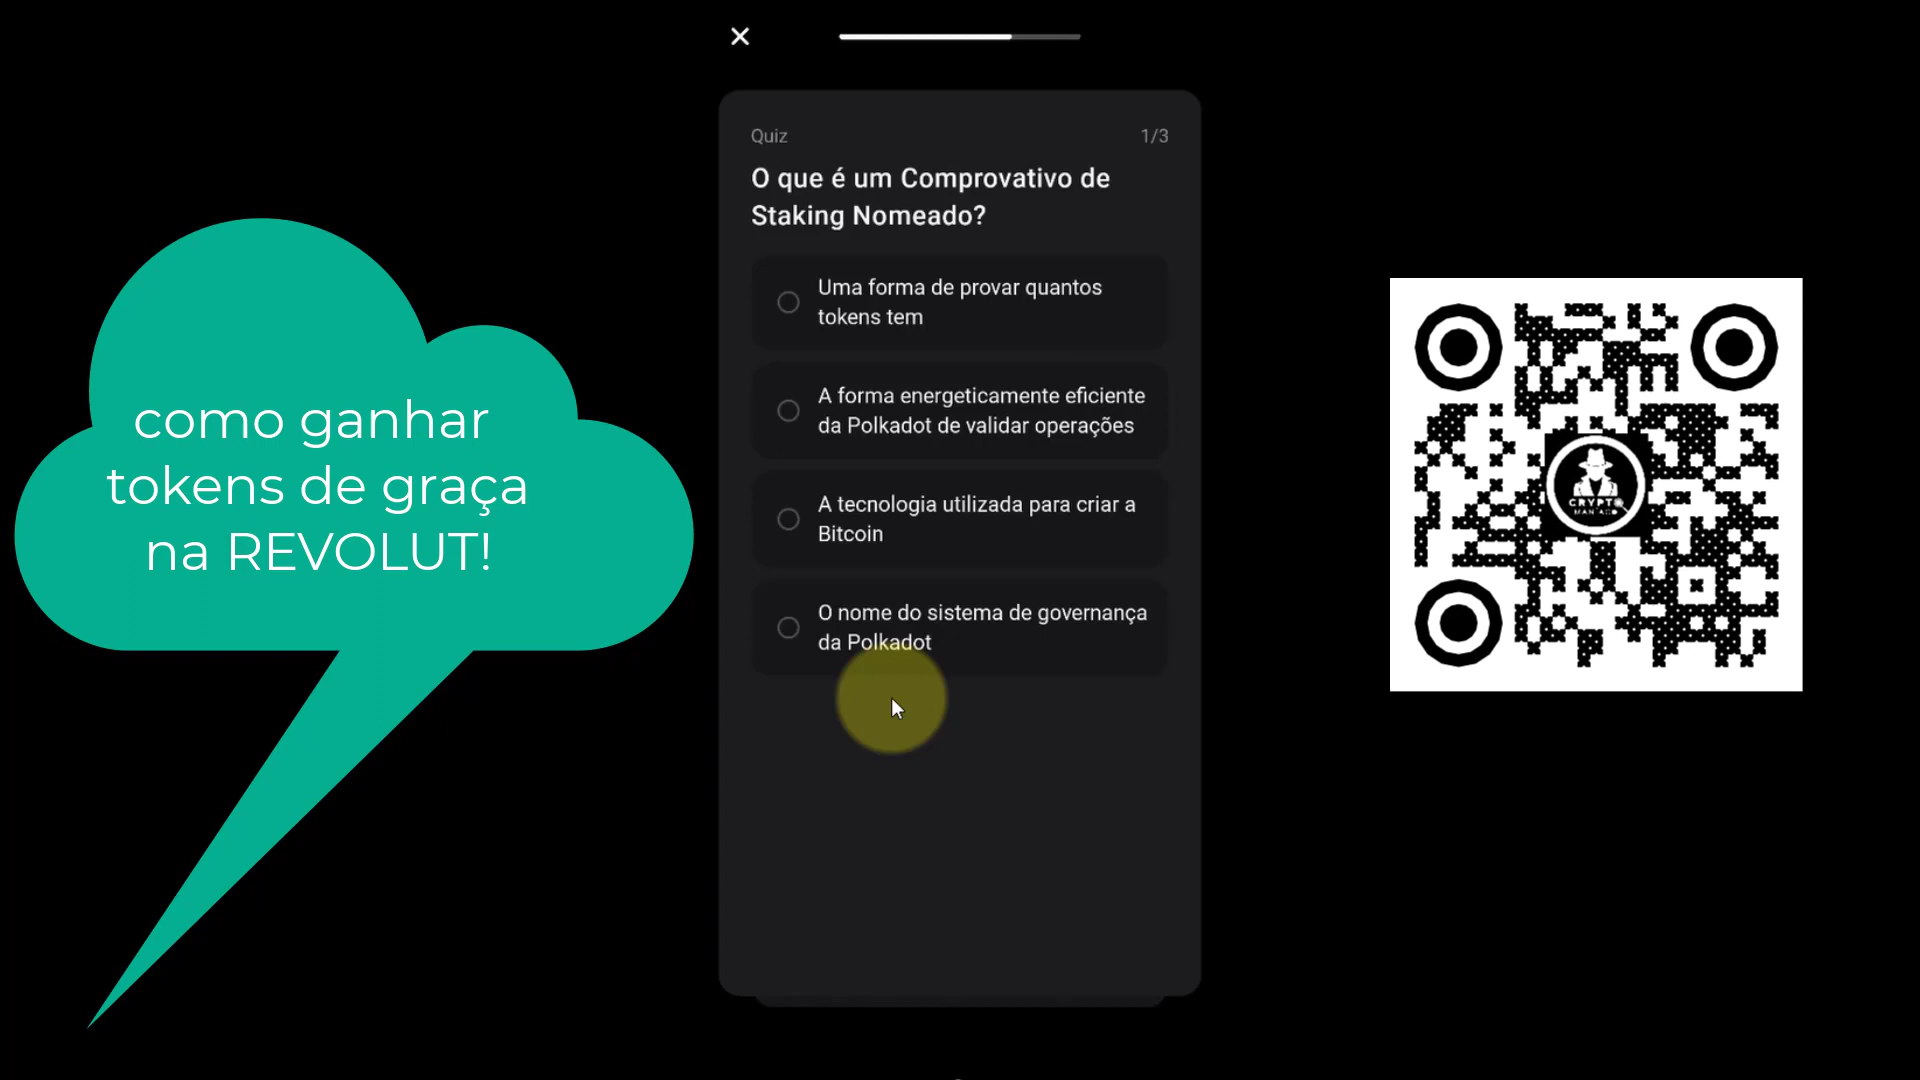 como ganhar
tokens de graça
na REVOLUT!
Quiz
1/3
O que é um Comprovativo de
Staking Nomeado?
Uma forma de provar quantos
tokens tem
A forma energeticamente eficiente
da Polkadot de validar operações
A tecnologia utilizada para criar a
Bitcoin
O nome do sistema de governança
da Polkadot
CRYPTO